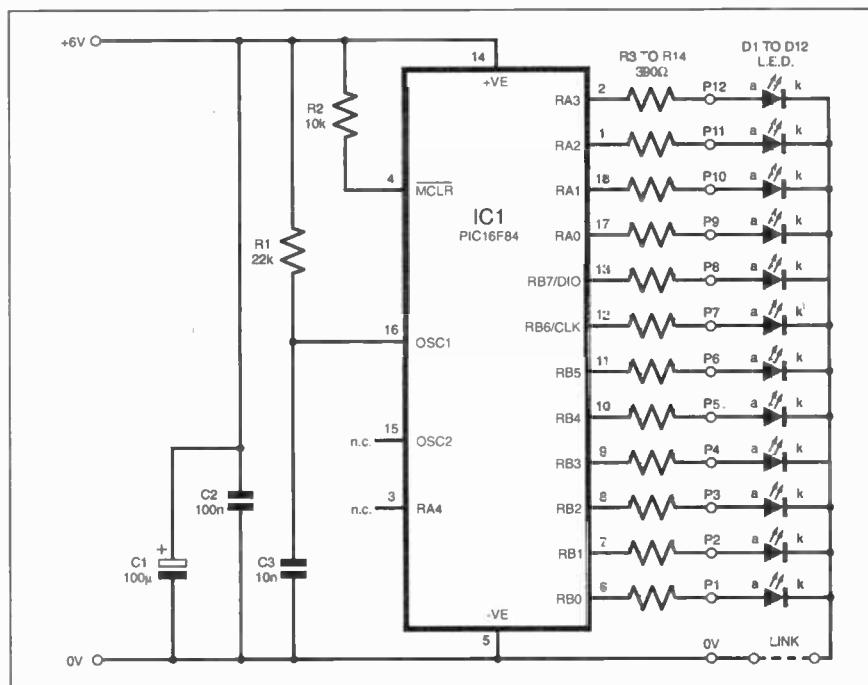 +6V
14
+VE
R3 TO R14
390Ω
D1 TO D12
L.E.D.
R2
10k
4
MCLR
R1
22k
IC1
PIC16F84
16
OSC1
15
n.c.
OSC2
3
n.c.
RA4
C2
100n
+
C1
100μ
C3
10n
-VE
5
0V
RA3 2 P12 a k
RA2 1 P11 a k
RA1 18 P10 a k
RA0 17 P9 a k
RB7/DIO 13 P8 a k
RB6/CLK 12 P7 a k
RB5 11 P6 a k
RB4 10 P5 a k
RB3 9 P4 a k
RB2 8 P3 a k
RB1 7 P2 a k
RB0 6 P1 a k
0V
LINK